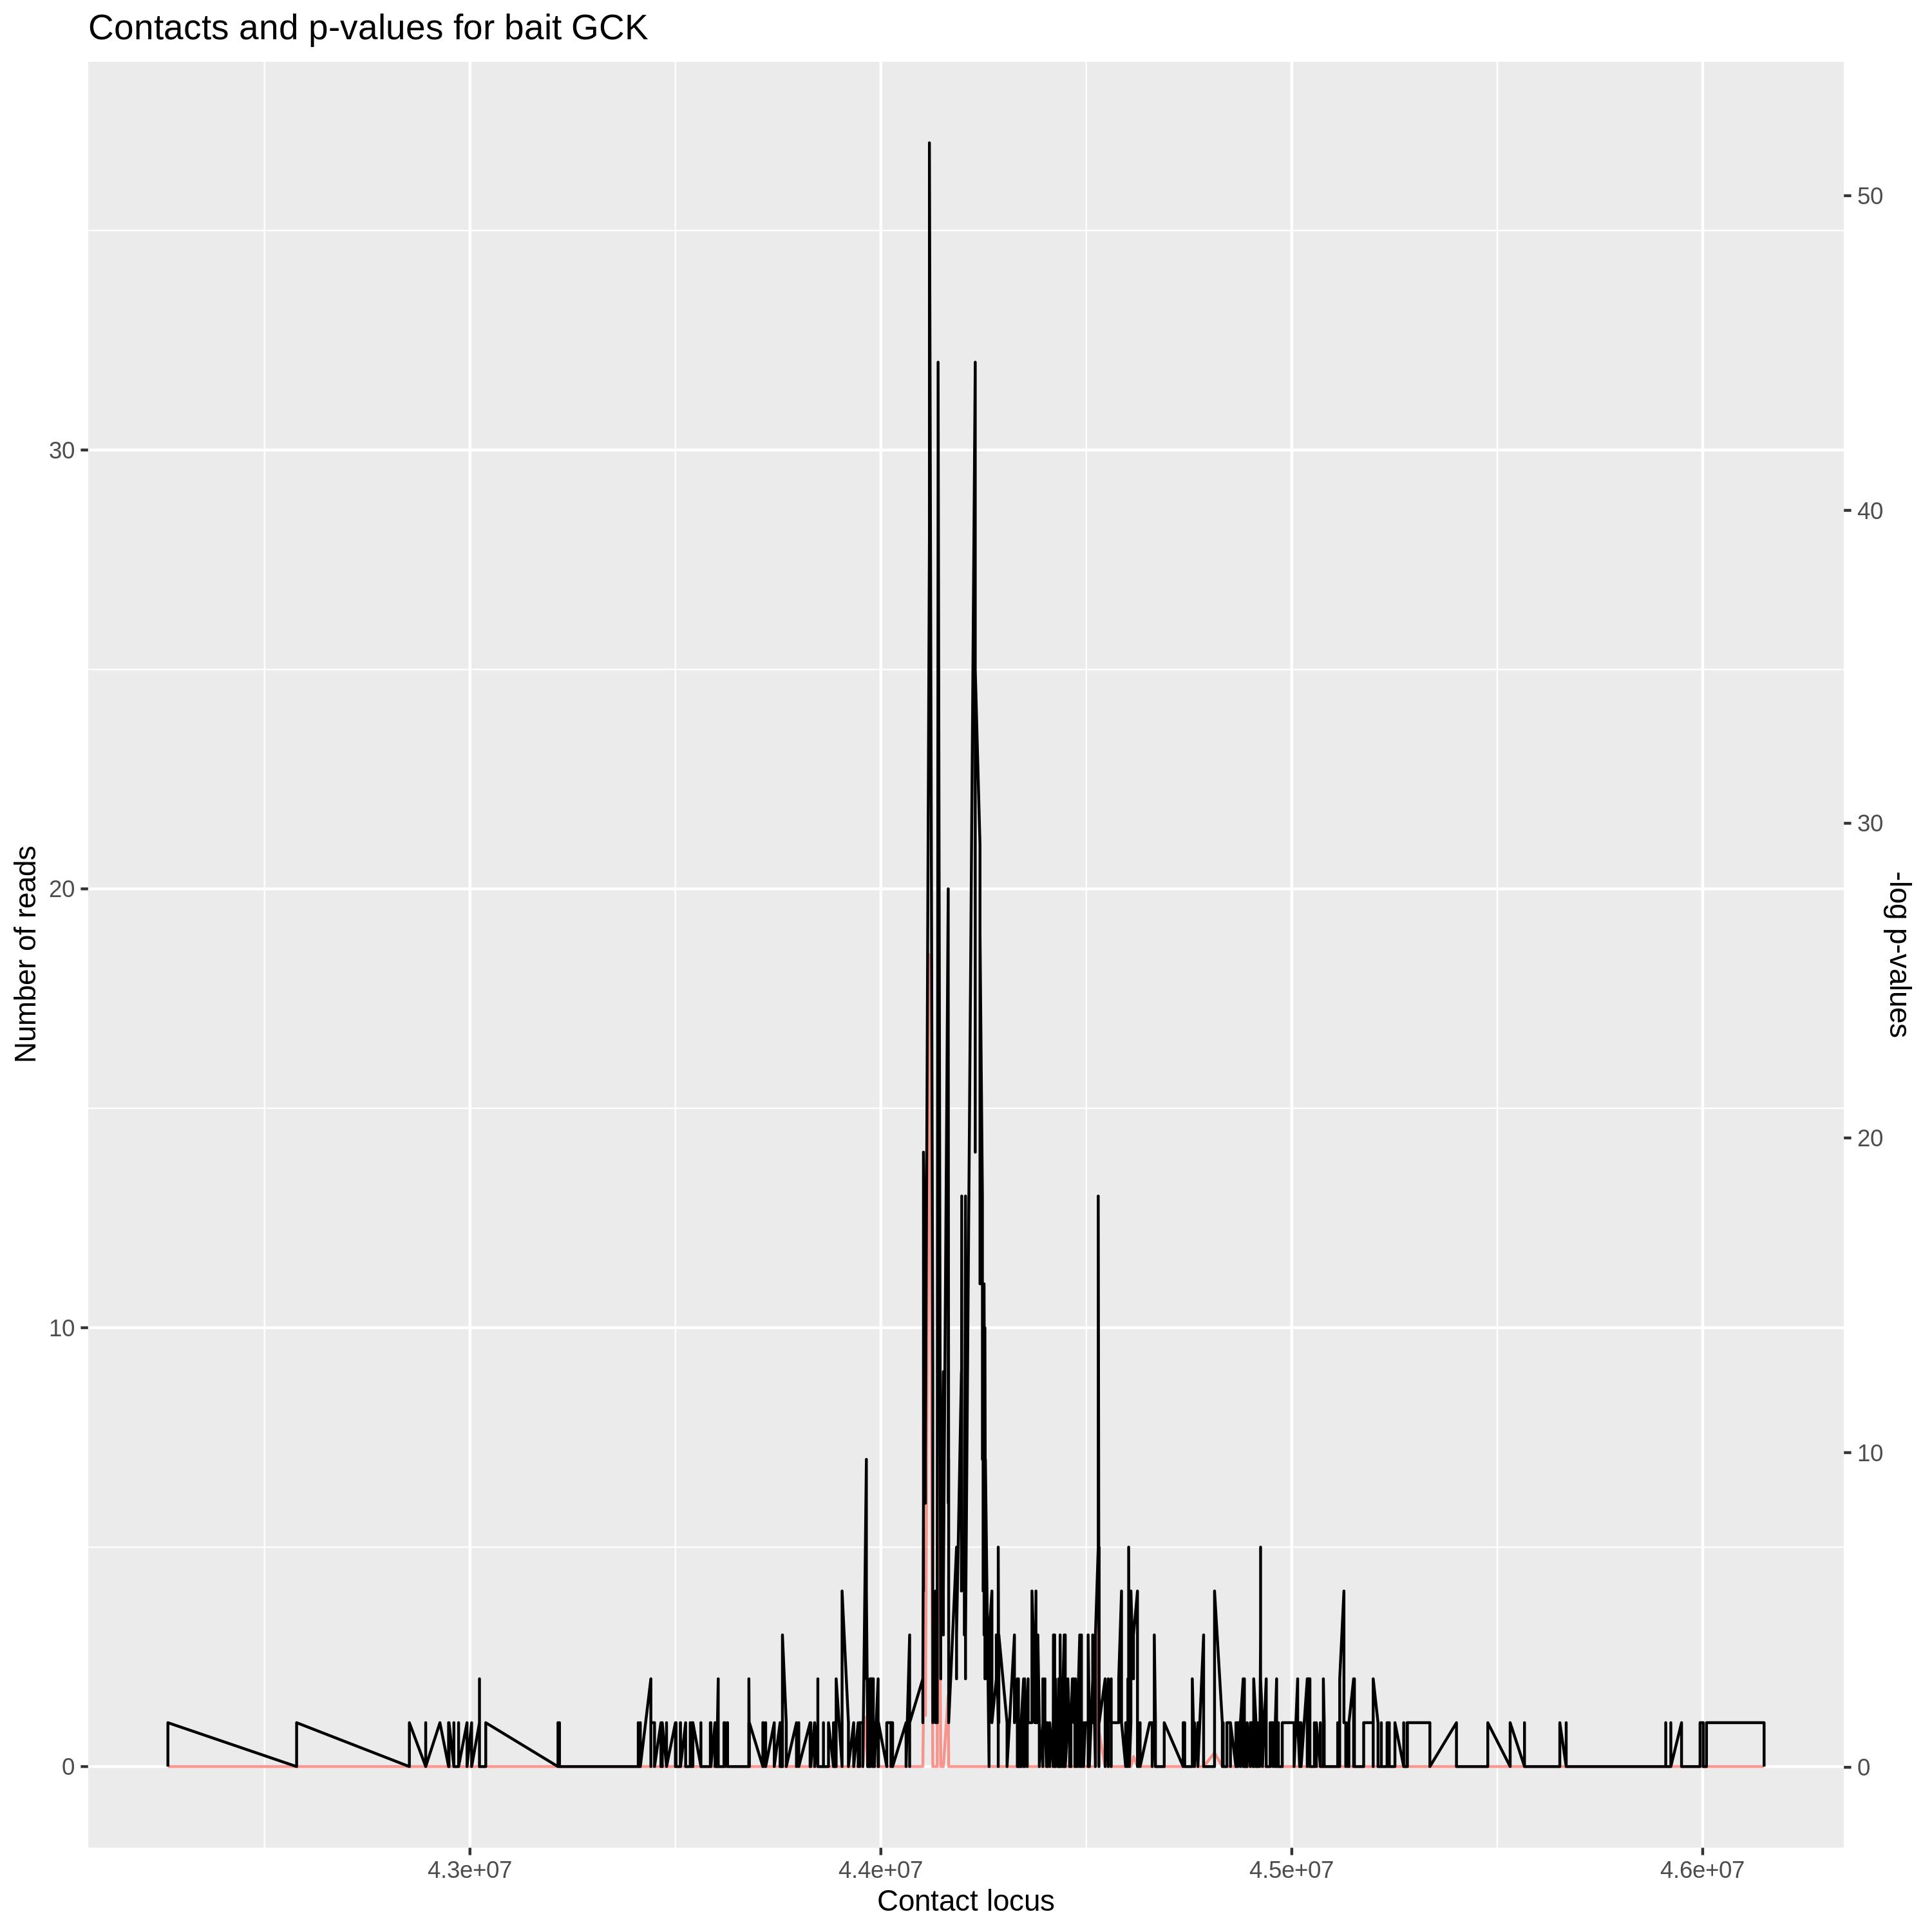 Contacts and p-values for bait GCK
Number of reads
30
20
10
0
50
40
30
20
10
0
-log p-values
4.3e+07
4.4e+07
4.5e+07
4.6e+07
Contact locus